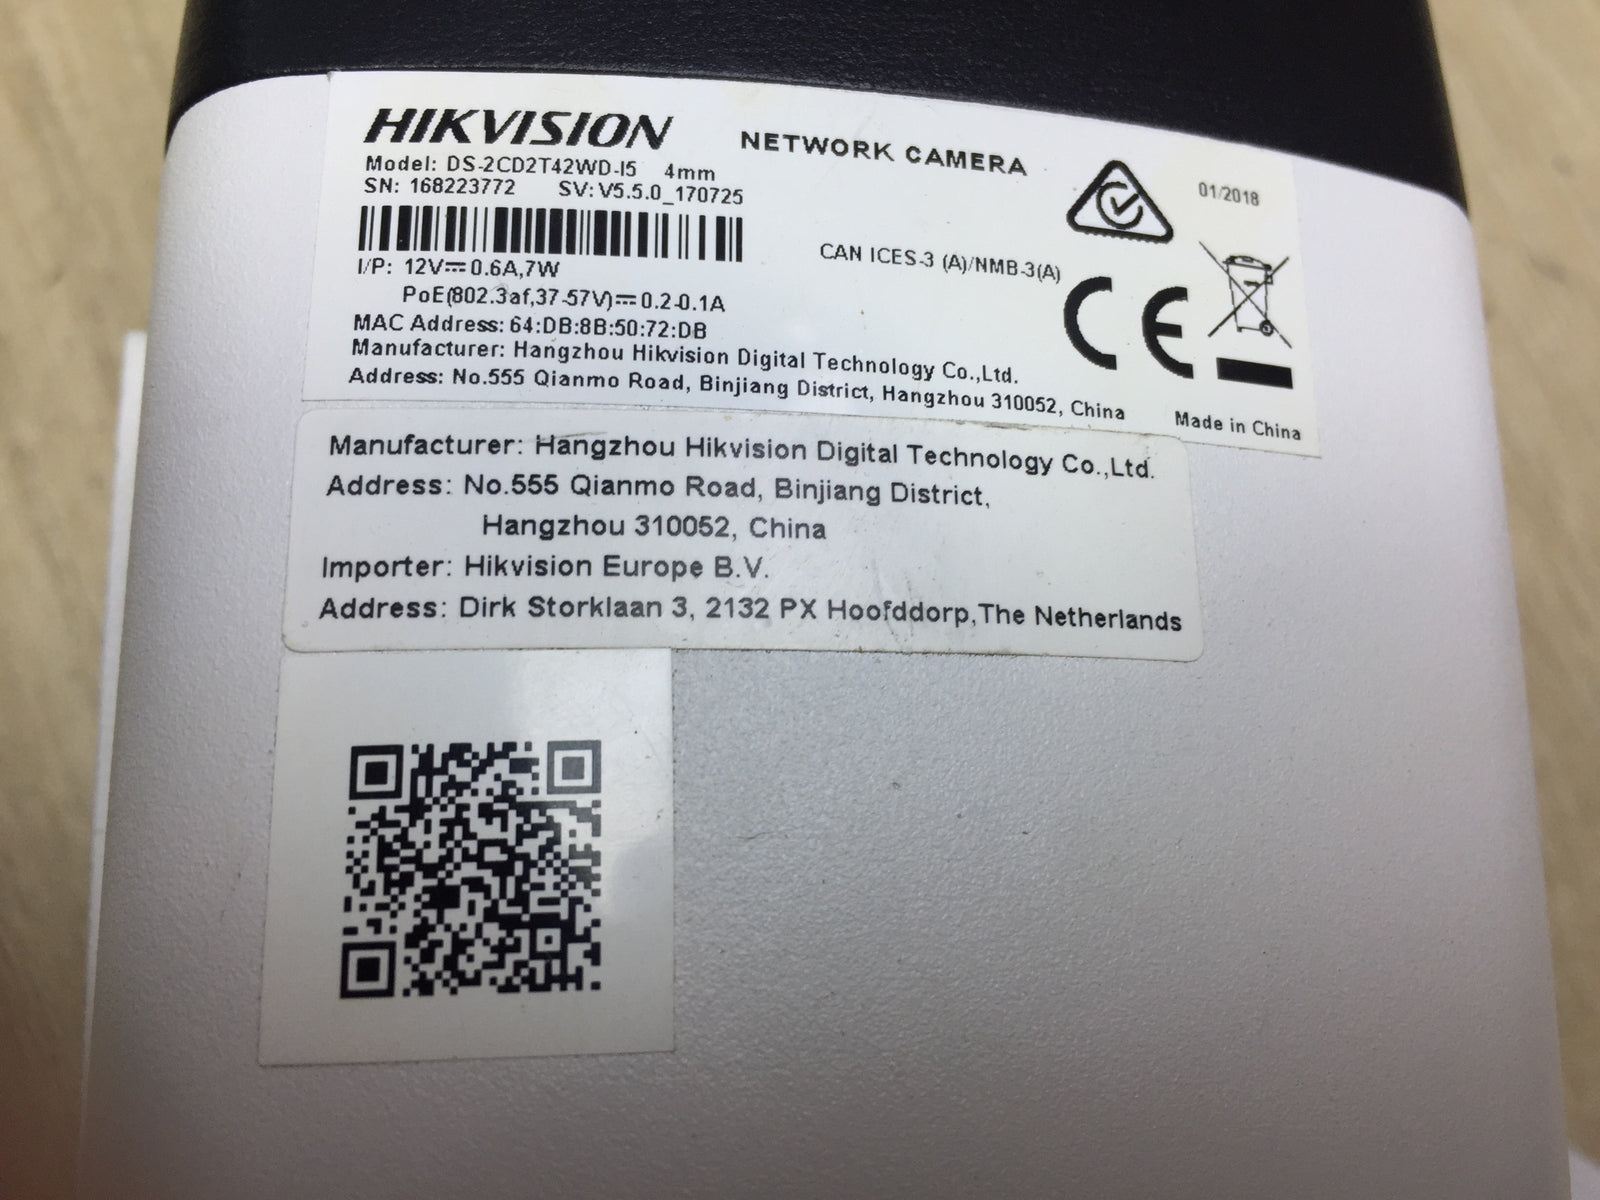 HIKVISION NETWORK CAMERA
Model: DS-2CD2T42WD-I5 4mm
SN: 168223772 SV: V5.5.0_170725
01/2018
CAN ICES-3 (A)/NMB-3(A)
I/P: 12V⎓0.6A,7W
PoE(802.3af,37-57V)⎓0.2-0.1A
MAC Address: 64:DB:8B:50:72:DB
CE
Manufacturer: Hangzhou Hikvision Digital Technology Co.,Ltd.
Address: No.555 Qianmo Road, Binjiang District, Hangzhou 310052, China
Made in China
Manufacturer: Hangzhou Hikvision Digital Technology Co.,Ltd.
Address: No.555 Qianmo Road, Binjiang District,
Hangzhou 310052, China
Importer: Hikvision Europe B.V.
Address: Dirk Storklaan 3, 2132 PX Hoofddorp,The Netherlands